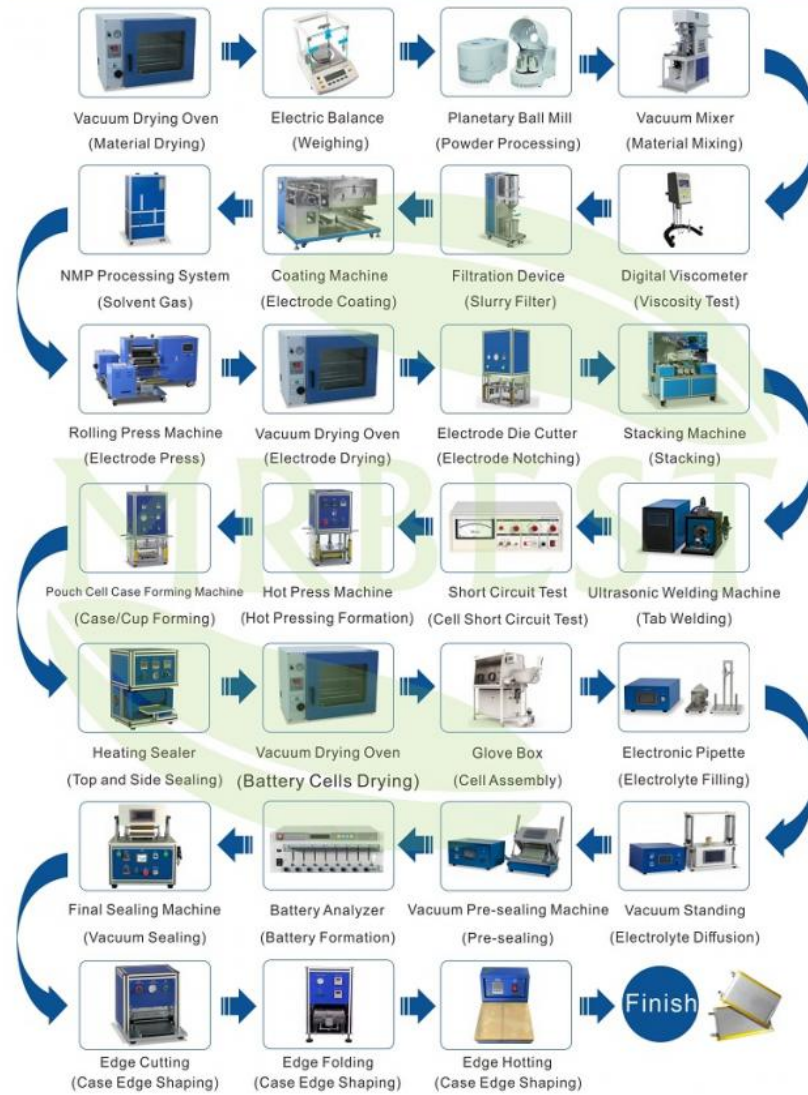 Vacuum Drying Oven
(Material Drying)
Electric Balance
(Weighing)
Planetary Ball Mill
(Powder Processing)
Vacuum Mixer
(Material Mixing)
NMP Processing System
(Solvent Gas)
Coating Machine
(Electrode Coating)
Filtration Device
(Slurry Filter)
Digital Viscometer
(Viscosity Test)
Rolling Press Machine
(Electrode Press)
Vacuum Drying Oven
(Electrode Drying)
Electrode Die Cutter
(Electrode Notching)
Stacking Machine
(Stacking)
MRBEST
Pouch Cell Case Forming Machine
(Case/Cup Forming)
Hot Press Machine
(Hot Pressing Formation)
Short Circuit Test
(Cell Short Circuit Test)
Ultrasonic Welding Machine
(Tab Welding)
Heating Sealer
(Top and Side Sealing)
Vacuum Drying Oven
(Battery Cells Drying)
Glove Box
(Cell Assembly)
Electronic Pipette
(Electrolyte Filling)
Final Sealing Machine
(Vacuum Sealing)
Battery Analyzer
(Battery Formation)
Vacuum Pre-sealing Machine
(Pre-sealing)
Vacuum Standing
(Electrolyte Diffusion)
Edge Cutting
(Case Edge Shaping)
Edge Folding
(Case Edge Shaping)
Edge Hotting
(Case Edge Shaping)
Finish